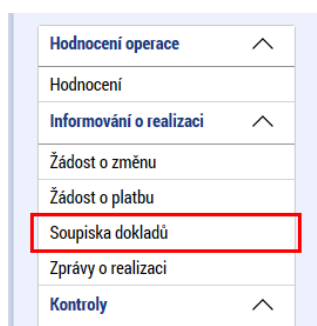 Hodnocení operace
Hodnocení
Informování o realizaci
Žádost o změnu
Žádost o platbu
Soupiska dokladů
Zprávy o realizaci
Kontroly